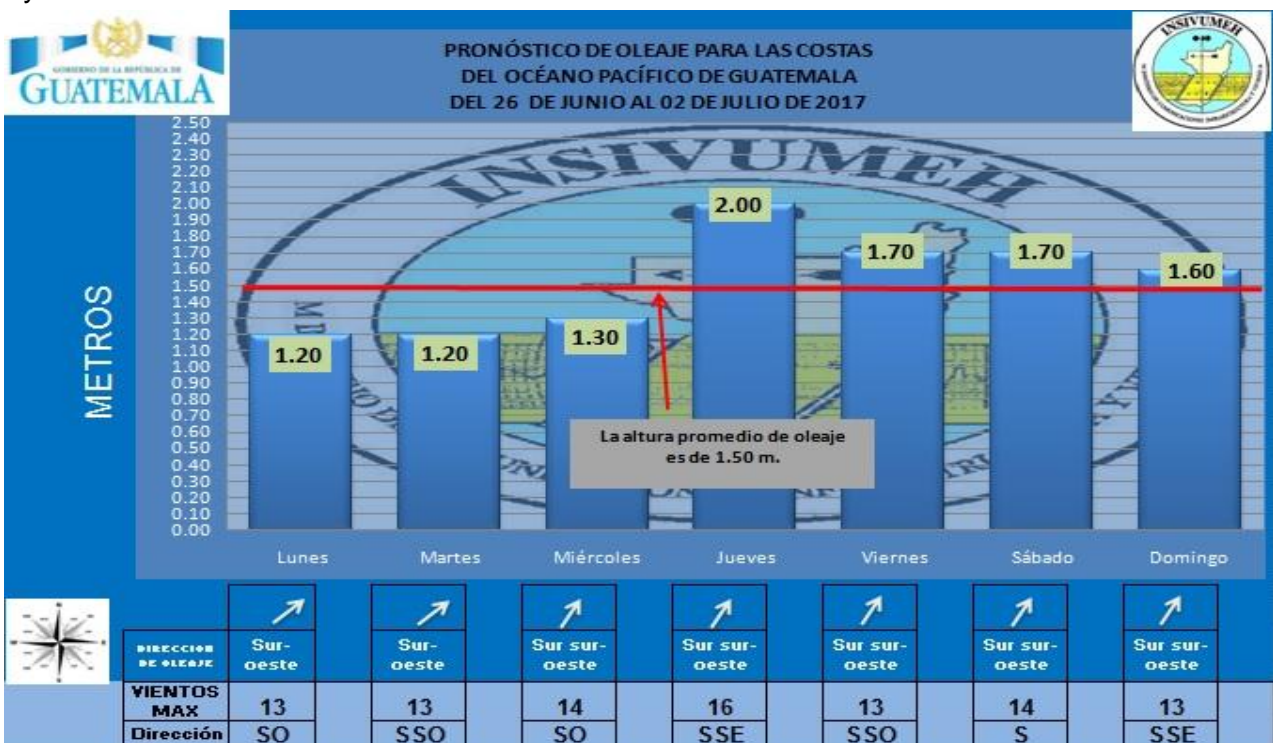 GOBIERNO DE LA REPÚBLICA DE
GUATEMALA
PRONÓSTICO DE OLEAJE PARA LAS COSTAS
DEL OCÉANO PACÍFICO DE GUATEMALA
DEL 26 DE JUNIO AL 02 DE JULIO DE 2017
INSIVUMEH
METROS
2.50
2.40
2.30
2.20
2.10
2.00
1.90
1.80
1.70
1.60
1.50
1.40
1.30
1.20
1.10
1.00
0.90
0.80
0.70
0.60
0.50
0.40
0.30
0.20
0.10
0.00
INSIVUMEH
1.20 1.20 1.30 2.00 1.70 1.70 1.60
La altura promedio de oleaje
es de 1.50 m.
Lunes Martes Miércoles Jueves Viernes Sábado Domingo
DIRECCION
DE OLEAJE
Sur-
oeste
Sur-
oeste
Sur sur-
oeste
Sur sur-
oeste
Sur sur-
oeste
Sur sur-
oeste
Sur sur-
oeste
VIENTOS
MAX
13 13 14 16 13 14 13
Dirección SO SSO SO SSE SSO S SSE